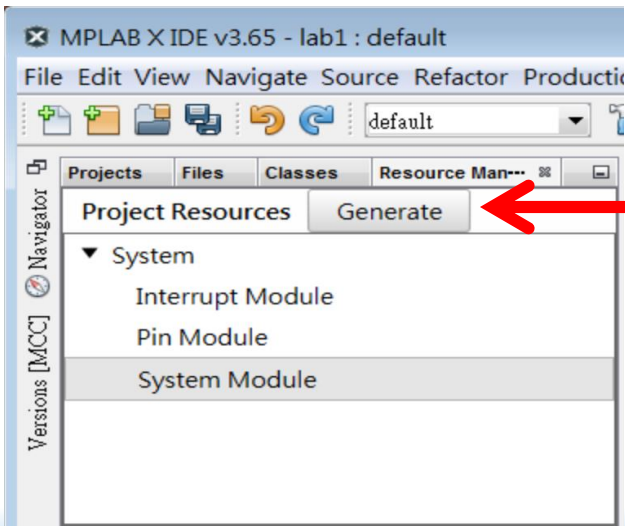 MPLAB X IDE v3.65 - lab1 : default
File Edit View Navigate Source Refactor Producti
default
Projects Files Classes Resource Man...
Navigator
Versions [MCC]
Project Resources Generate
System
Interrupt Module
Pin Module
System Module